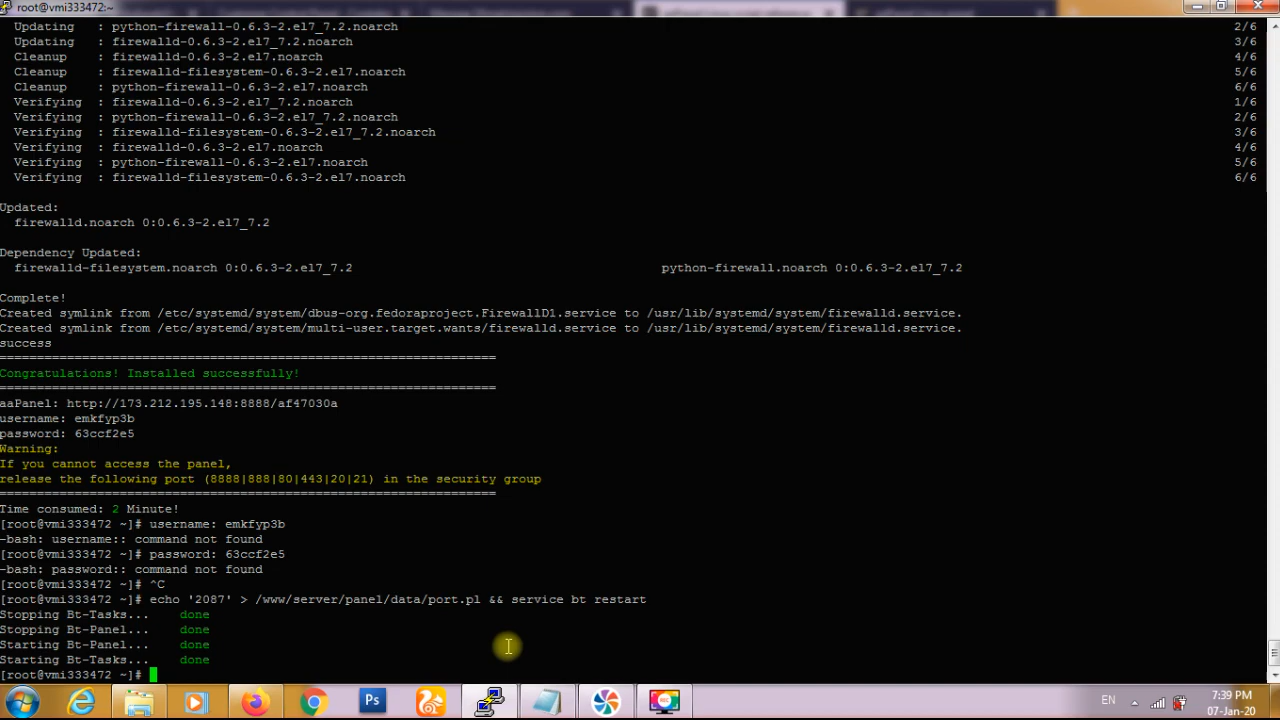 root@vmi333472:~
Updating : python-firewall-0.6.3-2.el7_7.2.noarch 2/6
Updating : firewalld-0.6.3-2.el7_7.2.noarch 3/6
Cleanup : firewalld-0.6.3-2.el7.noarch 4/6
Cleanup : firewalld-filesystem-0.6.3-2.el7.noarch 5/6
Cleanup : python-firewall-0.6.3-2.el7.noarch 6/6
Verifying : firewalld-0.6.3-2.el7_7.2.noarch 1/6
Verifying : python-firewall-0.6.3-2.el7_7.2.noarch 2/6
Verifying : firewalld-filesystem-0.6.3-2.el7_7.2.noarch 3/6
Verifying : firewalld-0.6.3-2.el7.noarch 4/6
Verifying : python-firewall-0.6.3-2.el7.noarch 5/6
Verifying : firewalld-filesystem-0.6.3-2.el7.noarch 6/6
Updated:
firewalld.noarch 0:0.6.3-2.el7_7.2
Dependency Updated:
firewalld-filesystem.noarch 0:0.6.3-2.el7_7.2 python-firewall.noarch 0:0.6.3-2.el7_7.2
Complete!
Created symlink from /etc/systemd/system/dbus-org.fedoraproject.FirewallD1.service to /usr/lib/systemd/system/firewalld.service.
Created symlink from /etc/systemd/system/multi-user.target.wants/firewalld.service to /usr/lib/systemd/system/firewalld.service.
success
==================================================================
Congratulations! Installed successfully!
==================================================================
aaPanel: http://173.212.195.148:8888/af47030a
username: emkfyp3b
password: 63ccf2e5
Warning:
If you cannot access the panel,
release the following port (8888|888|80|443|20|21) in the security group
==================================================================
Time consumed: 2 Minute!
[root@vmi333472 ~]# username: emkfyp3b
-bash: username:: command not found
[root@vmi333472 ~]# password: 63ccf2e5
-bash: password:: command not found
[root@vmi333472 ~]# ^C
[root@vmi333472 ~]# echo '2087' > /www/server/panel/data/port.pl && service bt restart
Stopping Bt-Tasks... done
Stopping Bt-Panel... done
Starting Bt-Panel... done
Starting Bt-Tasks... done
[root@vmi333472 ~]#
Ps
REC
EN
7:39 PM
07-Jan-20